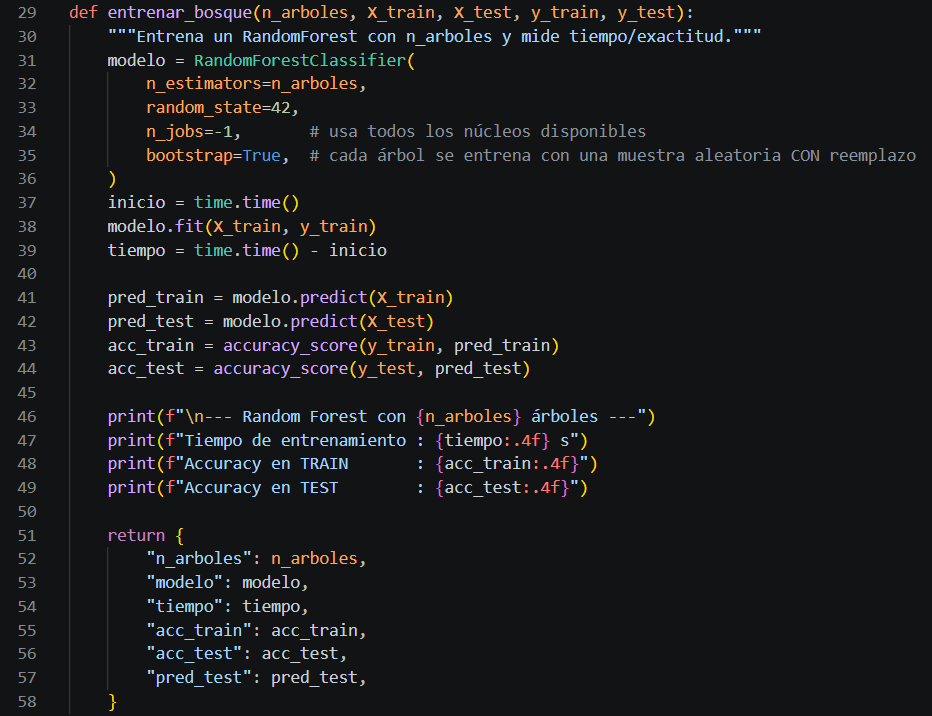 29 def entrenar_bosque(n_arboles, X_train, X_test, y_train, y_test):
30     """Entrena un RandomForest con n_arboles y mide tiempo/exactitud."""
31     modelo = RandomForestClassifier(
32         n_estimators=n_arboles,
33         random_state=42,
34         n_jobs=-1,       # usa todos los núcleos disponibles
35         bootstrap=True,  # cada árbol se entrena con una muestra aleatoria CON reemplazo
36     )
37     inicio = time.time()
38     modelo.fit(X_train, y_train)
39     tiempo = time.time() - inicio
40
41     pred_train = modelo.predict(X_train)
42     pred_test = modelo.predict(X_test)
43     acc_train = accuracy_score(y_train, pred_train)
44     acc_test = accuracy_score(y_test, pred_test)
45
46     print(f"\n--- Random Forest con {n_arboles} árboles ---")
47     print(f"Tiempo de entrenamiento : {tiempo:.4f} s")
48     print(f"Accuracy en TRAIN       : {acc_train:.4f}")
49     print(f"Accuracy en TEST        : {acc_test:.4f}")
50
51     return {
52         "n_arboles": n_arboles,
53         "modelo": modelo,
54         "tiempo": tiempo,
55         "acc_train": acc_train,
56         "acc_test": acc_test,
57         "pred_test": pred_test,
58     }